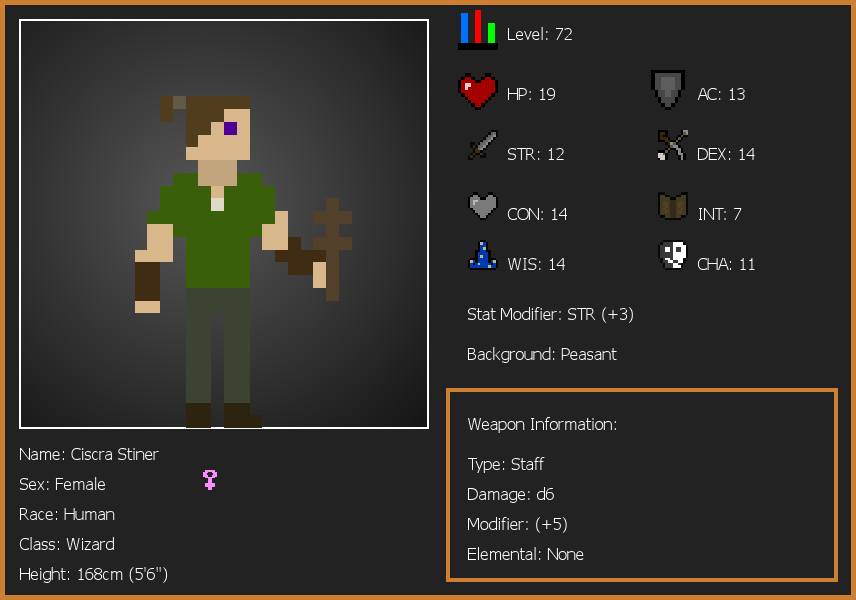 Level: 72
HP: 19
AC: 13
STR: 12
DEX: 14
CON: 14
INT: 7
WIS: 14
CHA: 11
Stat Modifier: STR (+3)
Background: Peasant
Weapon Information:
Type: Staff
Damage: d6
Modifier: (+5)
Elemental: None
Name: Ciscra Stiner
Sex: Female
Race: Human
Class: Wizard
Height: 168cm (5'6")